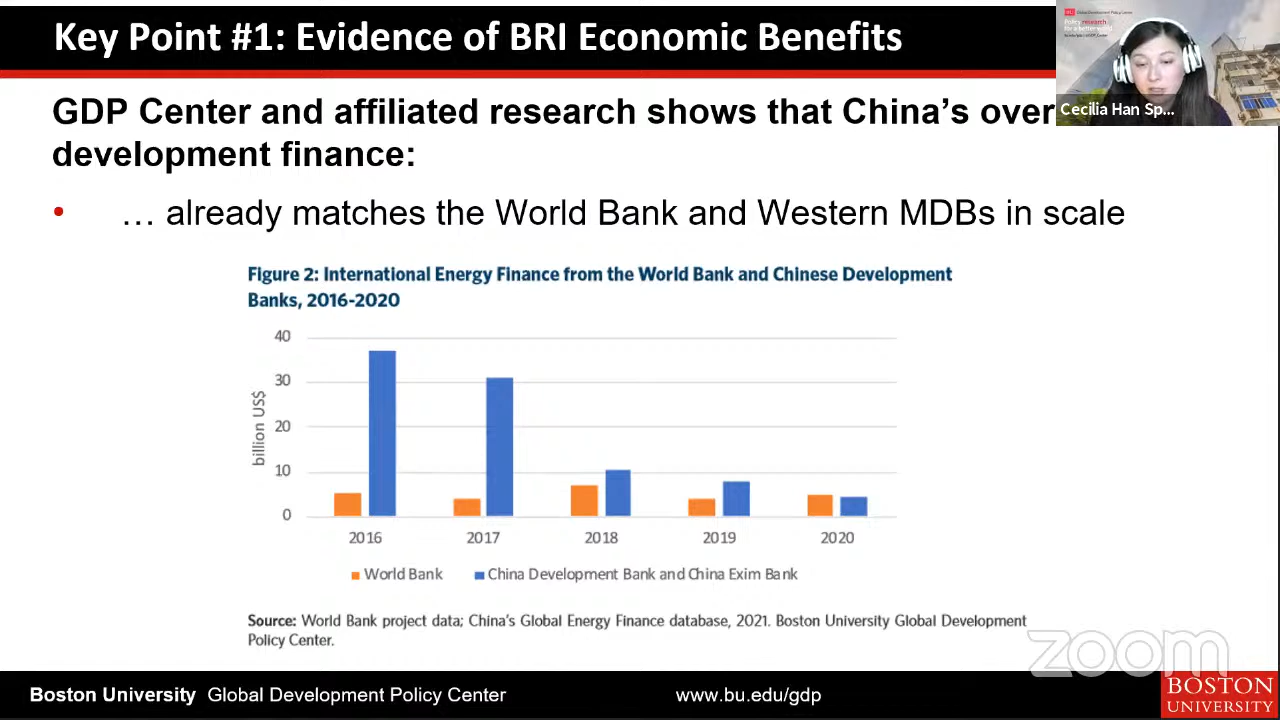 Key Point #1: Evidence of BRI Economic Benefits
GDP Center and affiliated research shows that China’s over
development finance:
• … already matches the World Bank and Western MDBs in scale
Figure 2: International Energy Finance from the World Bank and Chinese Development
Banks, 2016-2020
40
30
20
10
0
billion US$
2016 2017 2018 2019 2020
World Bank China Development Bank and China Exim Bank
Source: World Bank project data; China's Global Energy Finance database, 2021. Boston University Global Development
Policy Center.
Boston University Global Development Policy Center
www.bu.edu/gdp
BOSTON
UNIVERSITY
zoom
Policy research
for a better world
Cecilia Han Sp...